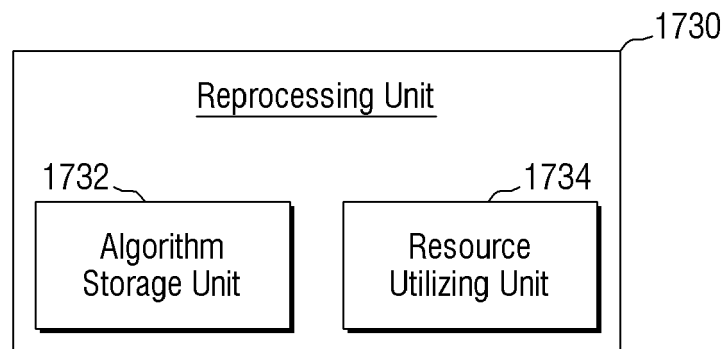 1730
Reprocessing Unit
1732
1734
Algorithm
Storage Unit
Resource
Utilizing Unit